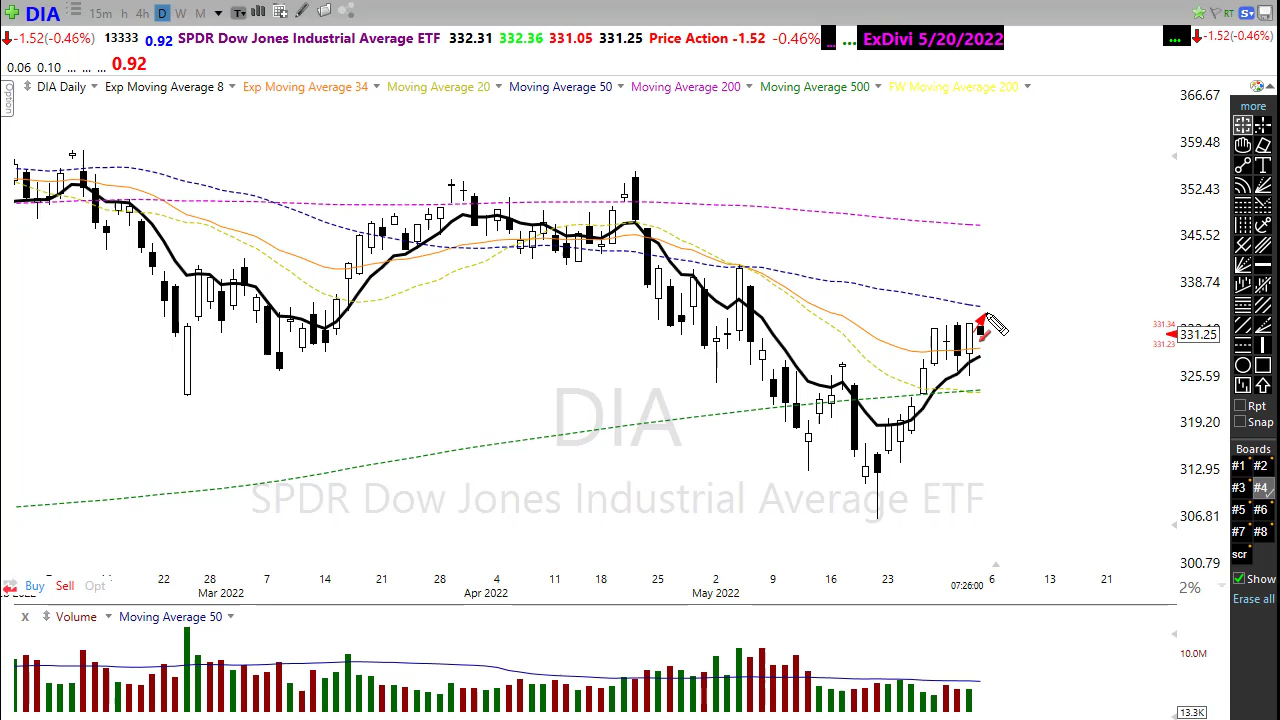 DIA 15m h 4h D W M T RT S
-1.52(-0.46%) 13333 0.92 SPDR Dow Jones Industrial Average ETF 332.31 332.36 331.05 331.25 Price Action -1.52 -0.46% ... ... ExDivi 5/20/2022 ... -1.52(-0.46%)
0.06 0.10 ... ... ... 0.92
Option
DIA Daily Exp Moving Average 8 Exp Moving Average 34 Moving Average 20 Moving Average 50 Moving Average 200 Moving Average 500 FW Moving Average 200
366.67
359.48
352.43
345.52
338.74
331.34
331.25
331.23
325.59
319.20
312.95
306.81
300.79
DIA
SPDR Dow Jones Industrial Average ETF
22 28 7 14 21 28 4 11 18 25 2 9 16 23 07:26:00 6 13 21
Mar 2022 Apr 2022 May 2022
Buy Sell Opt
2%
X Volume Moving Average 50
10.0M
13.3K
more
T
Rpt
Snap
Boards
#1 #2
#3 #4
#5 #6
#7 #8
scr
Show
Erase all